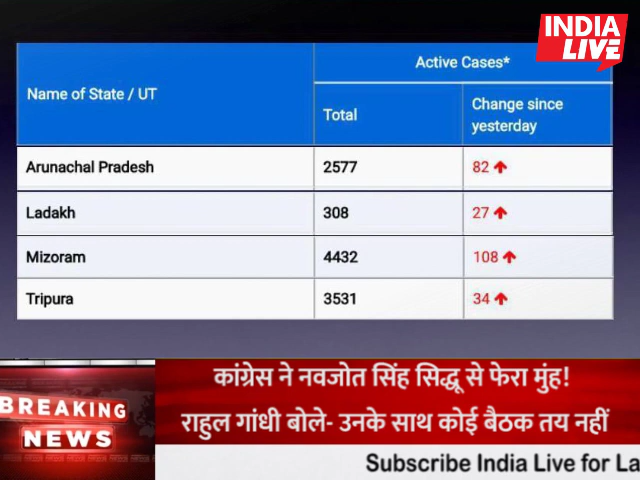 INDIA
LIVE
Active Cases*
Name of State / UT
Total
Change since
yesterday
Arunachal Pradesh 2577 82
Ladakh 308 27
Mizoram 4432 108
Tripura 3531 34
कांग्रेस ने नवजोत सिंह सिद्धू से फेरा मुंह!
राहुल गांधी बोले- उनके साथ कोई बैठक तय नहीं
BREAKING
NEWS
Subscribe India Live for La